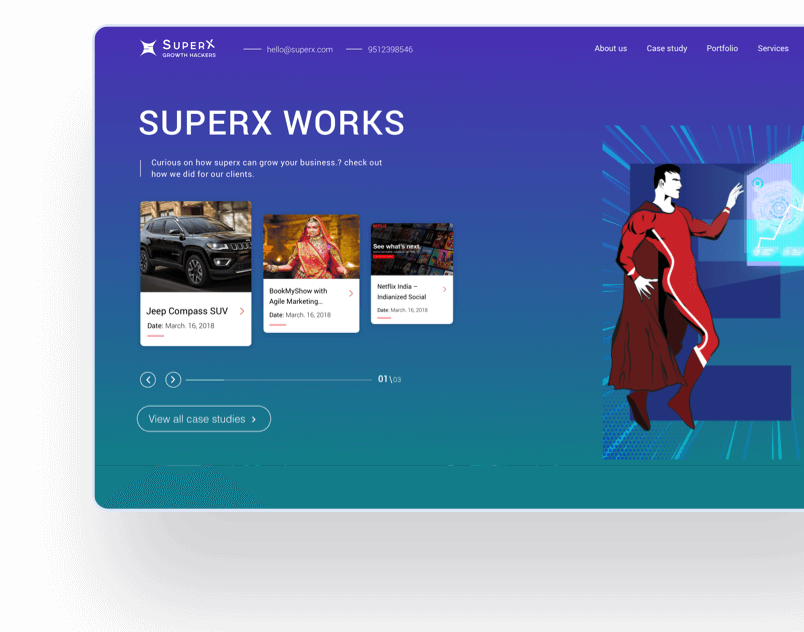 SUPERX
GROWTH HACKERS
hello@superx.com
9512398546
About us
Case study
Portfolio
Services
SUPERX WORKS
Curious on how superx can grow your business.? check out
how we did for our clients.
Jeep Compass SUV
Date: March. 16, 2018
BookMyShow with
Agile Marketing...
Date: March. 16, 2018
NETFLIX
See what's next.
Netflix India –
Indianized Social
Date: March. 16, 2018
01\03
View all case studies